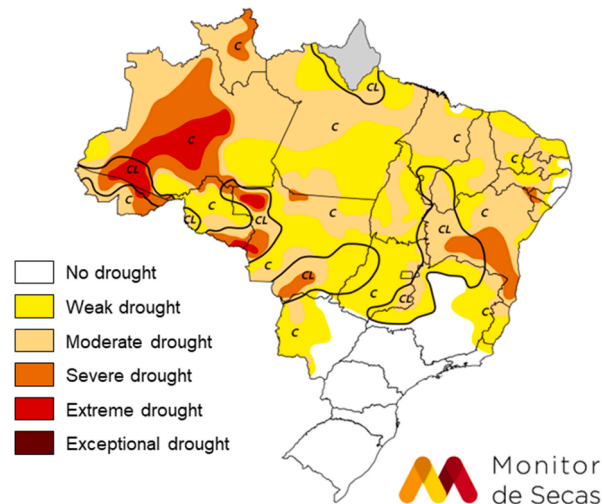 C
CL
C
C
C
C
CL
C
CL
C
CL
CL
C
C
CL
C
CL
C
C
No drought
Weak drought
Moderate drought
Severe drought
Extreme drought
Exceptional drought
Monitor
de Secas